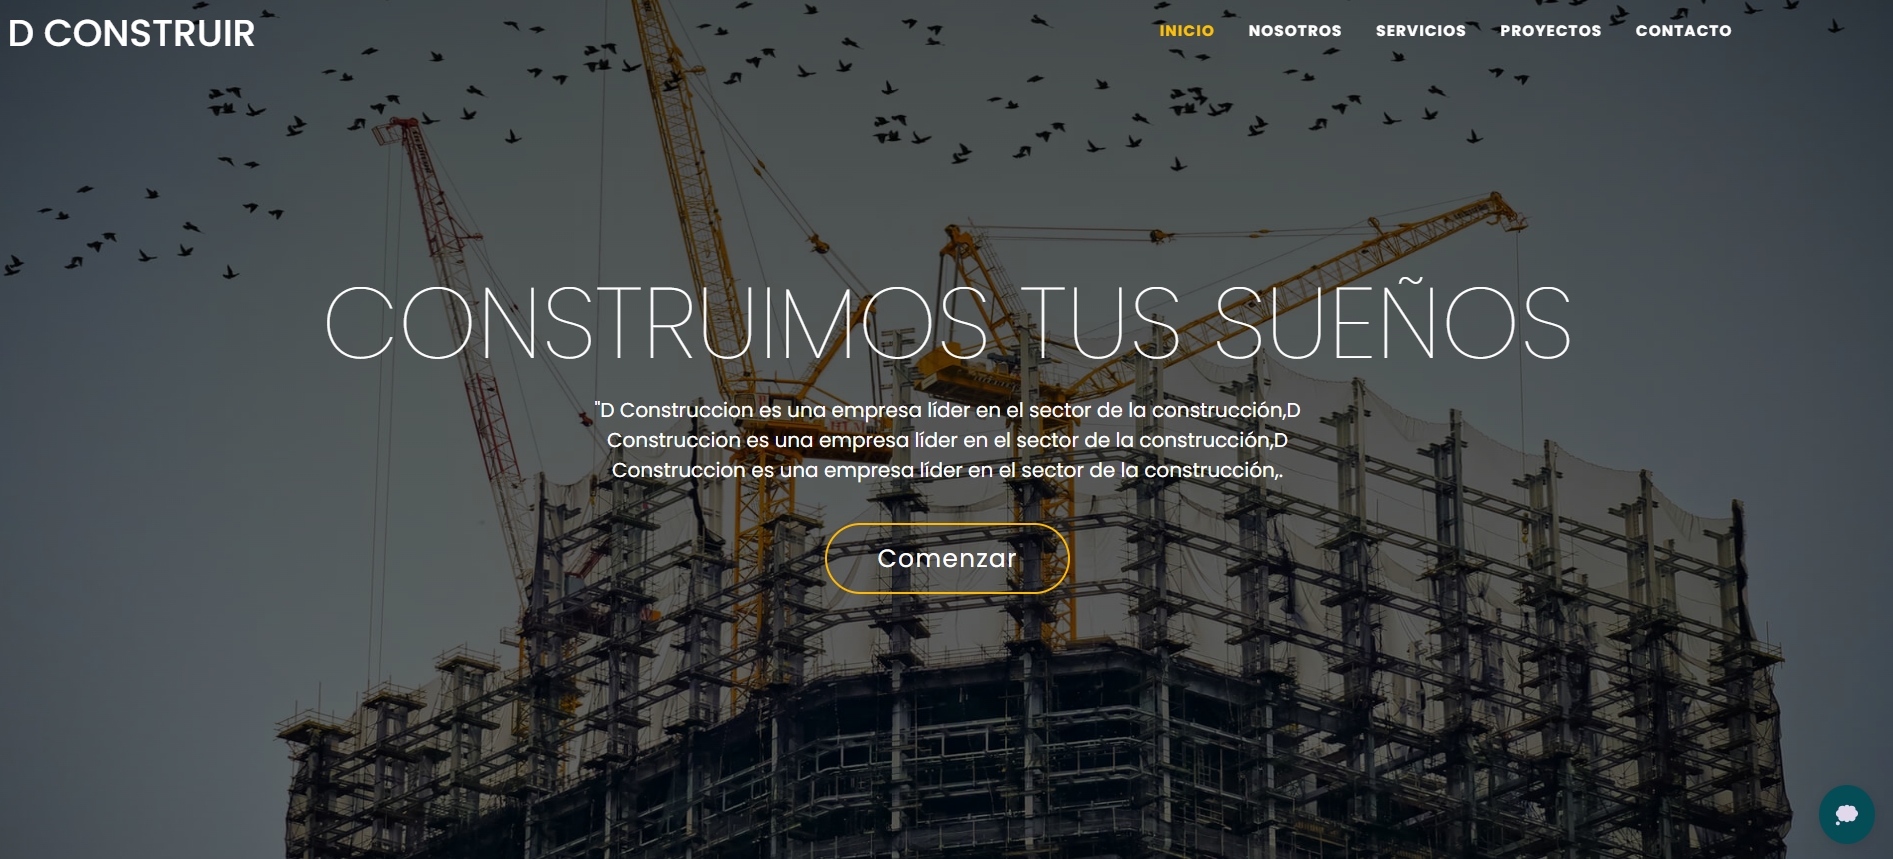 D CONSTRUIR
INICIO NOSOTROS SERVICIOS PROYECTOS CONTACTO
CONSTRUIMOS TUS SUEÑOS
"D Construccion es una empresa líder en el sector de la construcción,D
Construccion es una empresa líder en el sector de la construcción,D
Construccion es una empresa líder en el sector de la construcción,.
Comenzar